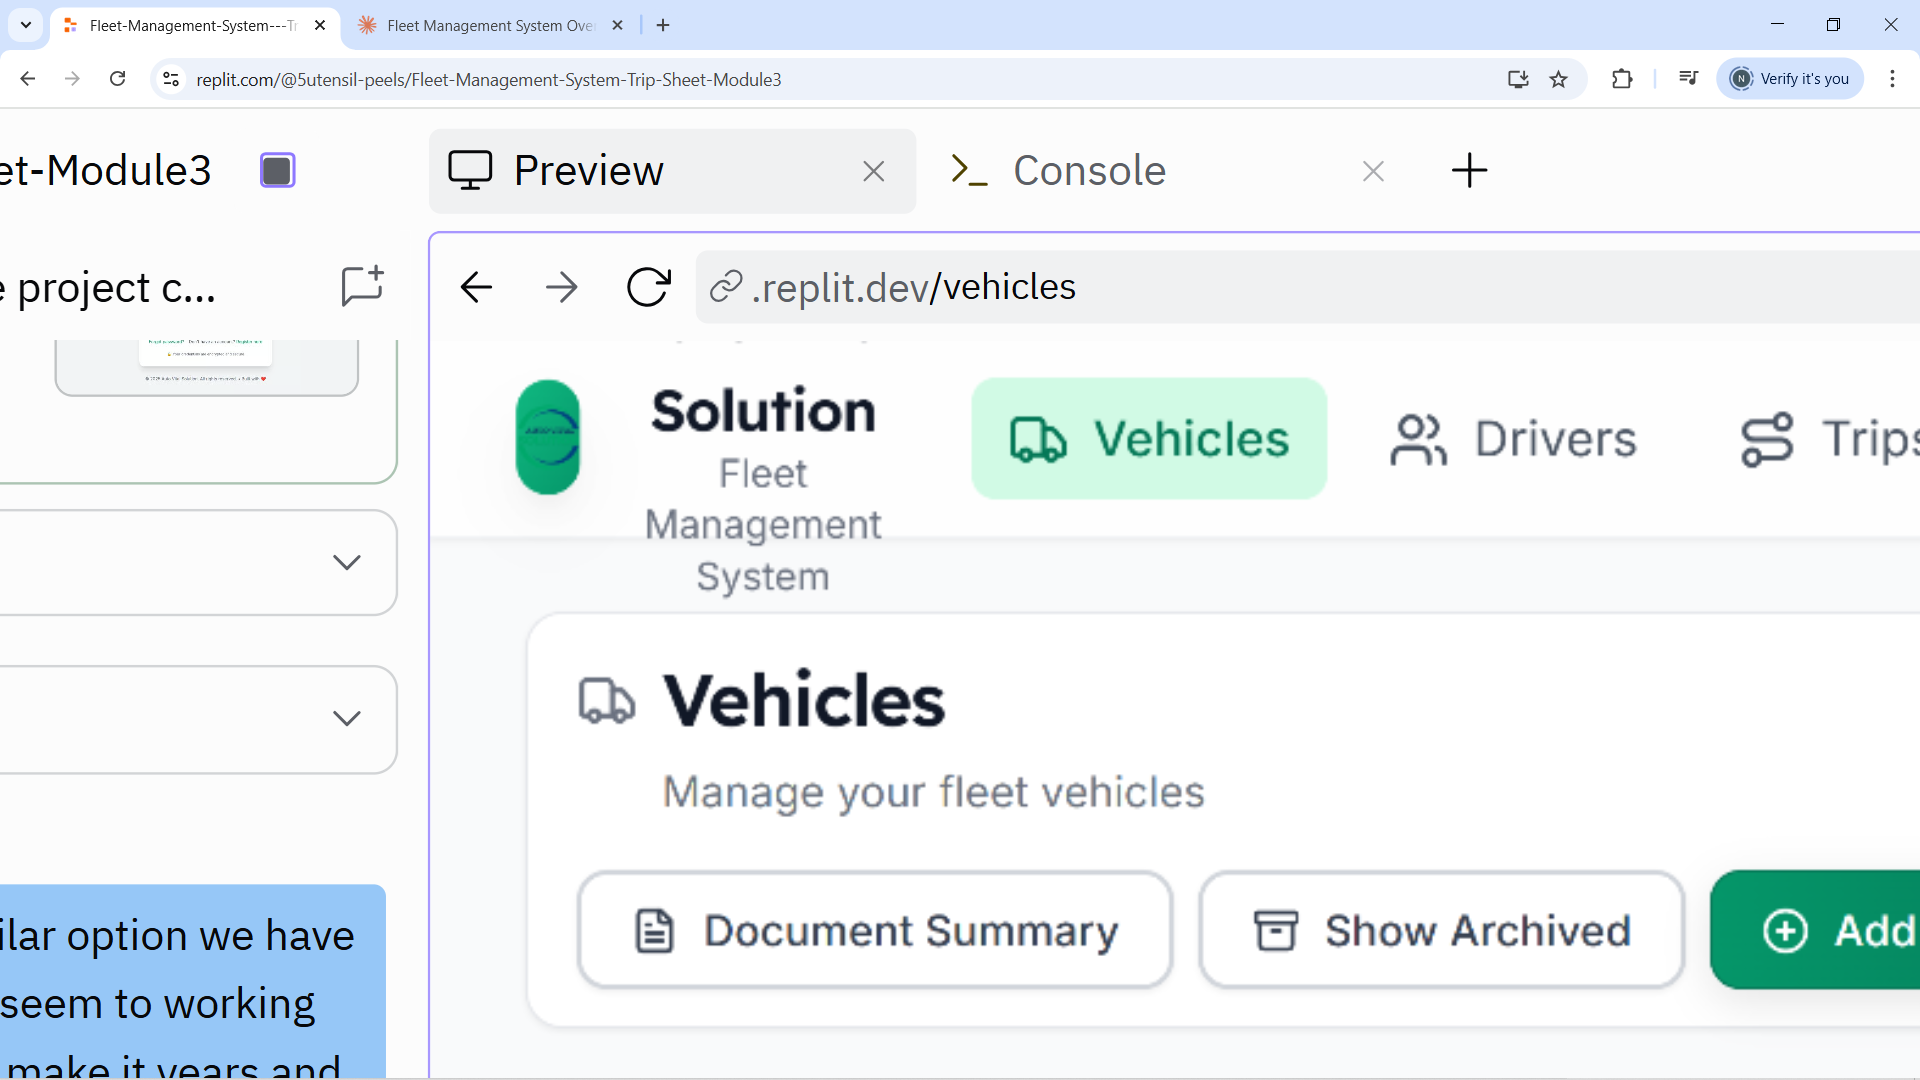 Fleet-Management-System---Tr
Fleet Management System Over
replit.com/@5utensil-peels/Fleet-Management-System-Trip-Sheet-Module3
Verify it's you
et-Module3
Preview
Console
e project c...
.replit.dev/vehicles
Solution
Fleet
Management
System
Vehicles
Drivers
Trips
Vehicles
Manage your fleet vehicles
Document Summary
Show Archived
Add
ilar option we have
seem to working
make it years and